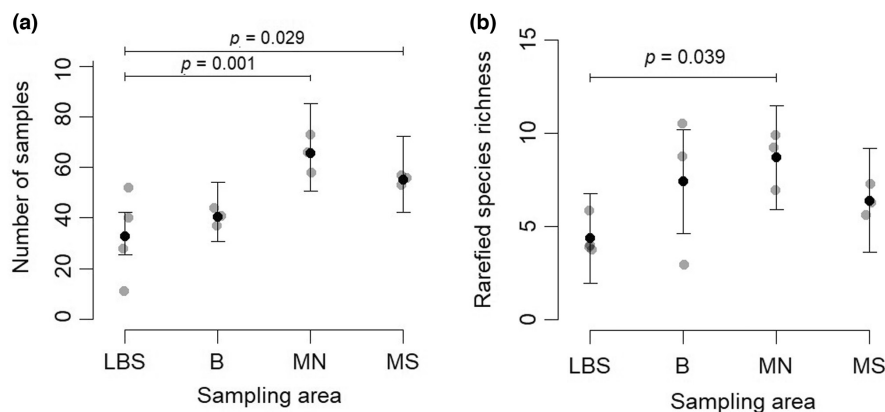 (a)
p = 0.029
p = 0.001
Number of samples
10
80
60
40
20
0
LBS B MN MS
Sampling area
(b)
p = 0.039
Rarefied species richness
15
10
5
0
LBS B MN MS
Sampling area